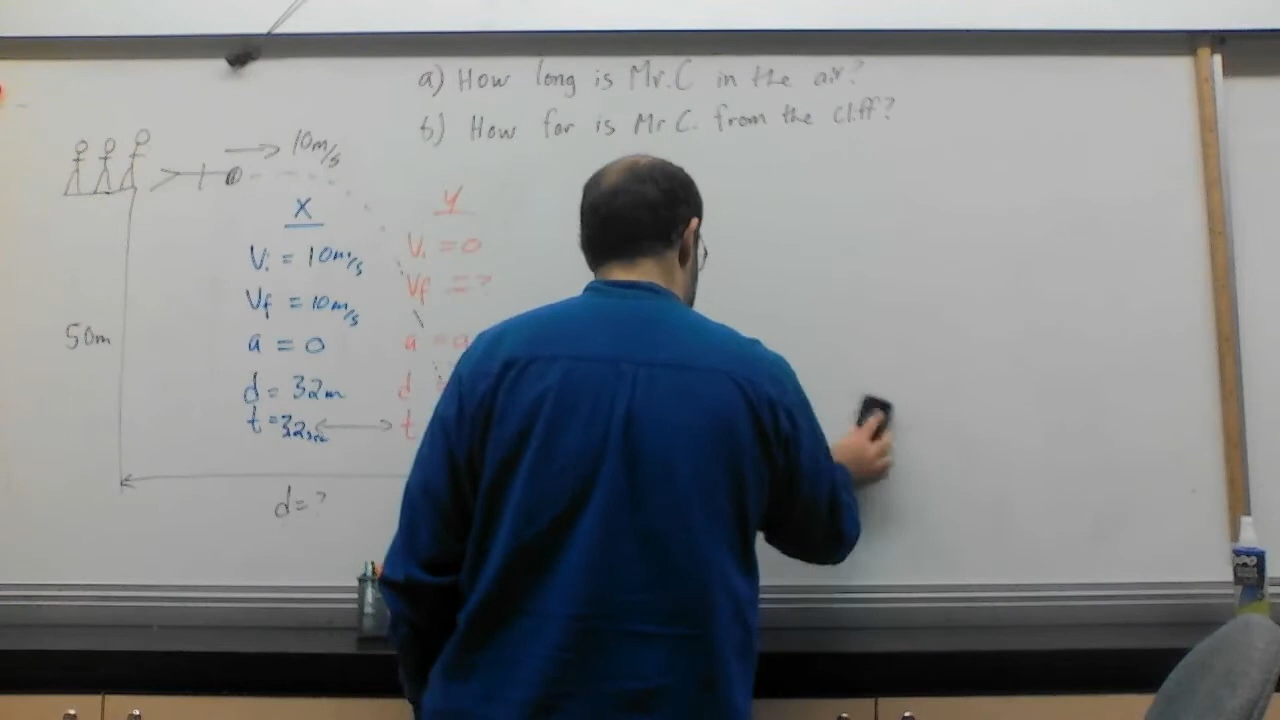 a) How long is Mr. C in the air?
b) How far is Mr C. from the cliff?
10m/s
X
Vi = 10m/s
Vf = 10m/s
a = 0
d = 32m
t = 3.2sec
Y
Vi = 0
Vf = ?
a = a
d
t
50m
d = ?